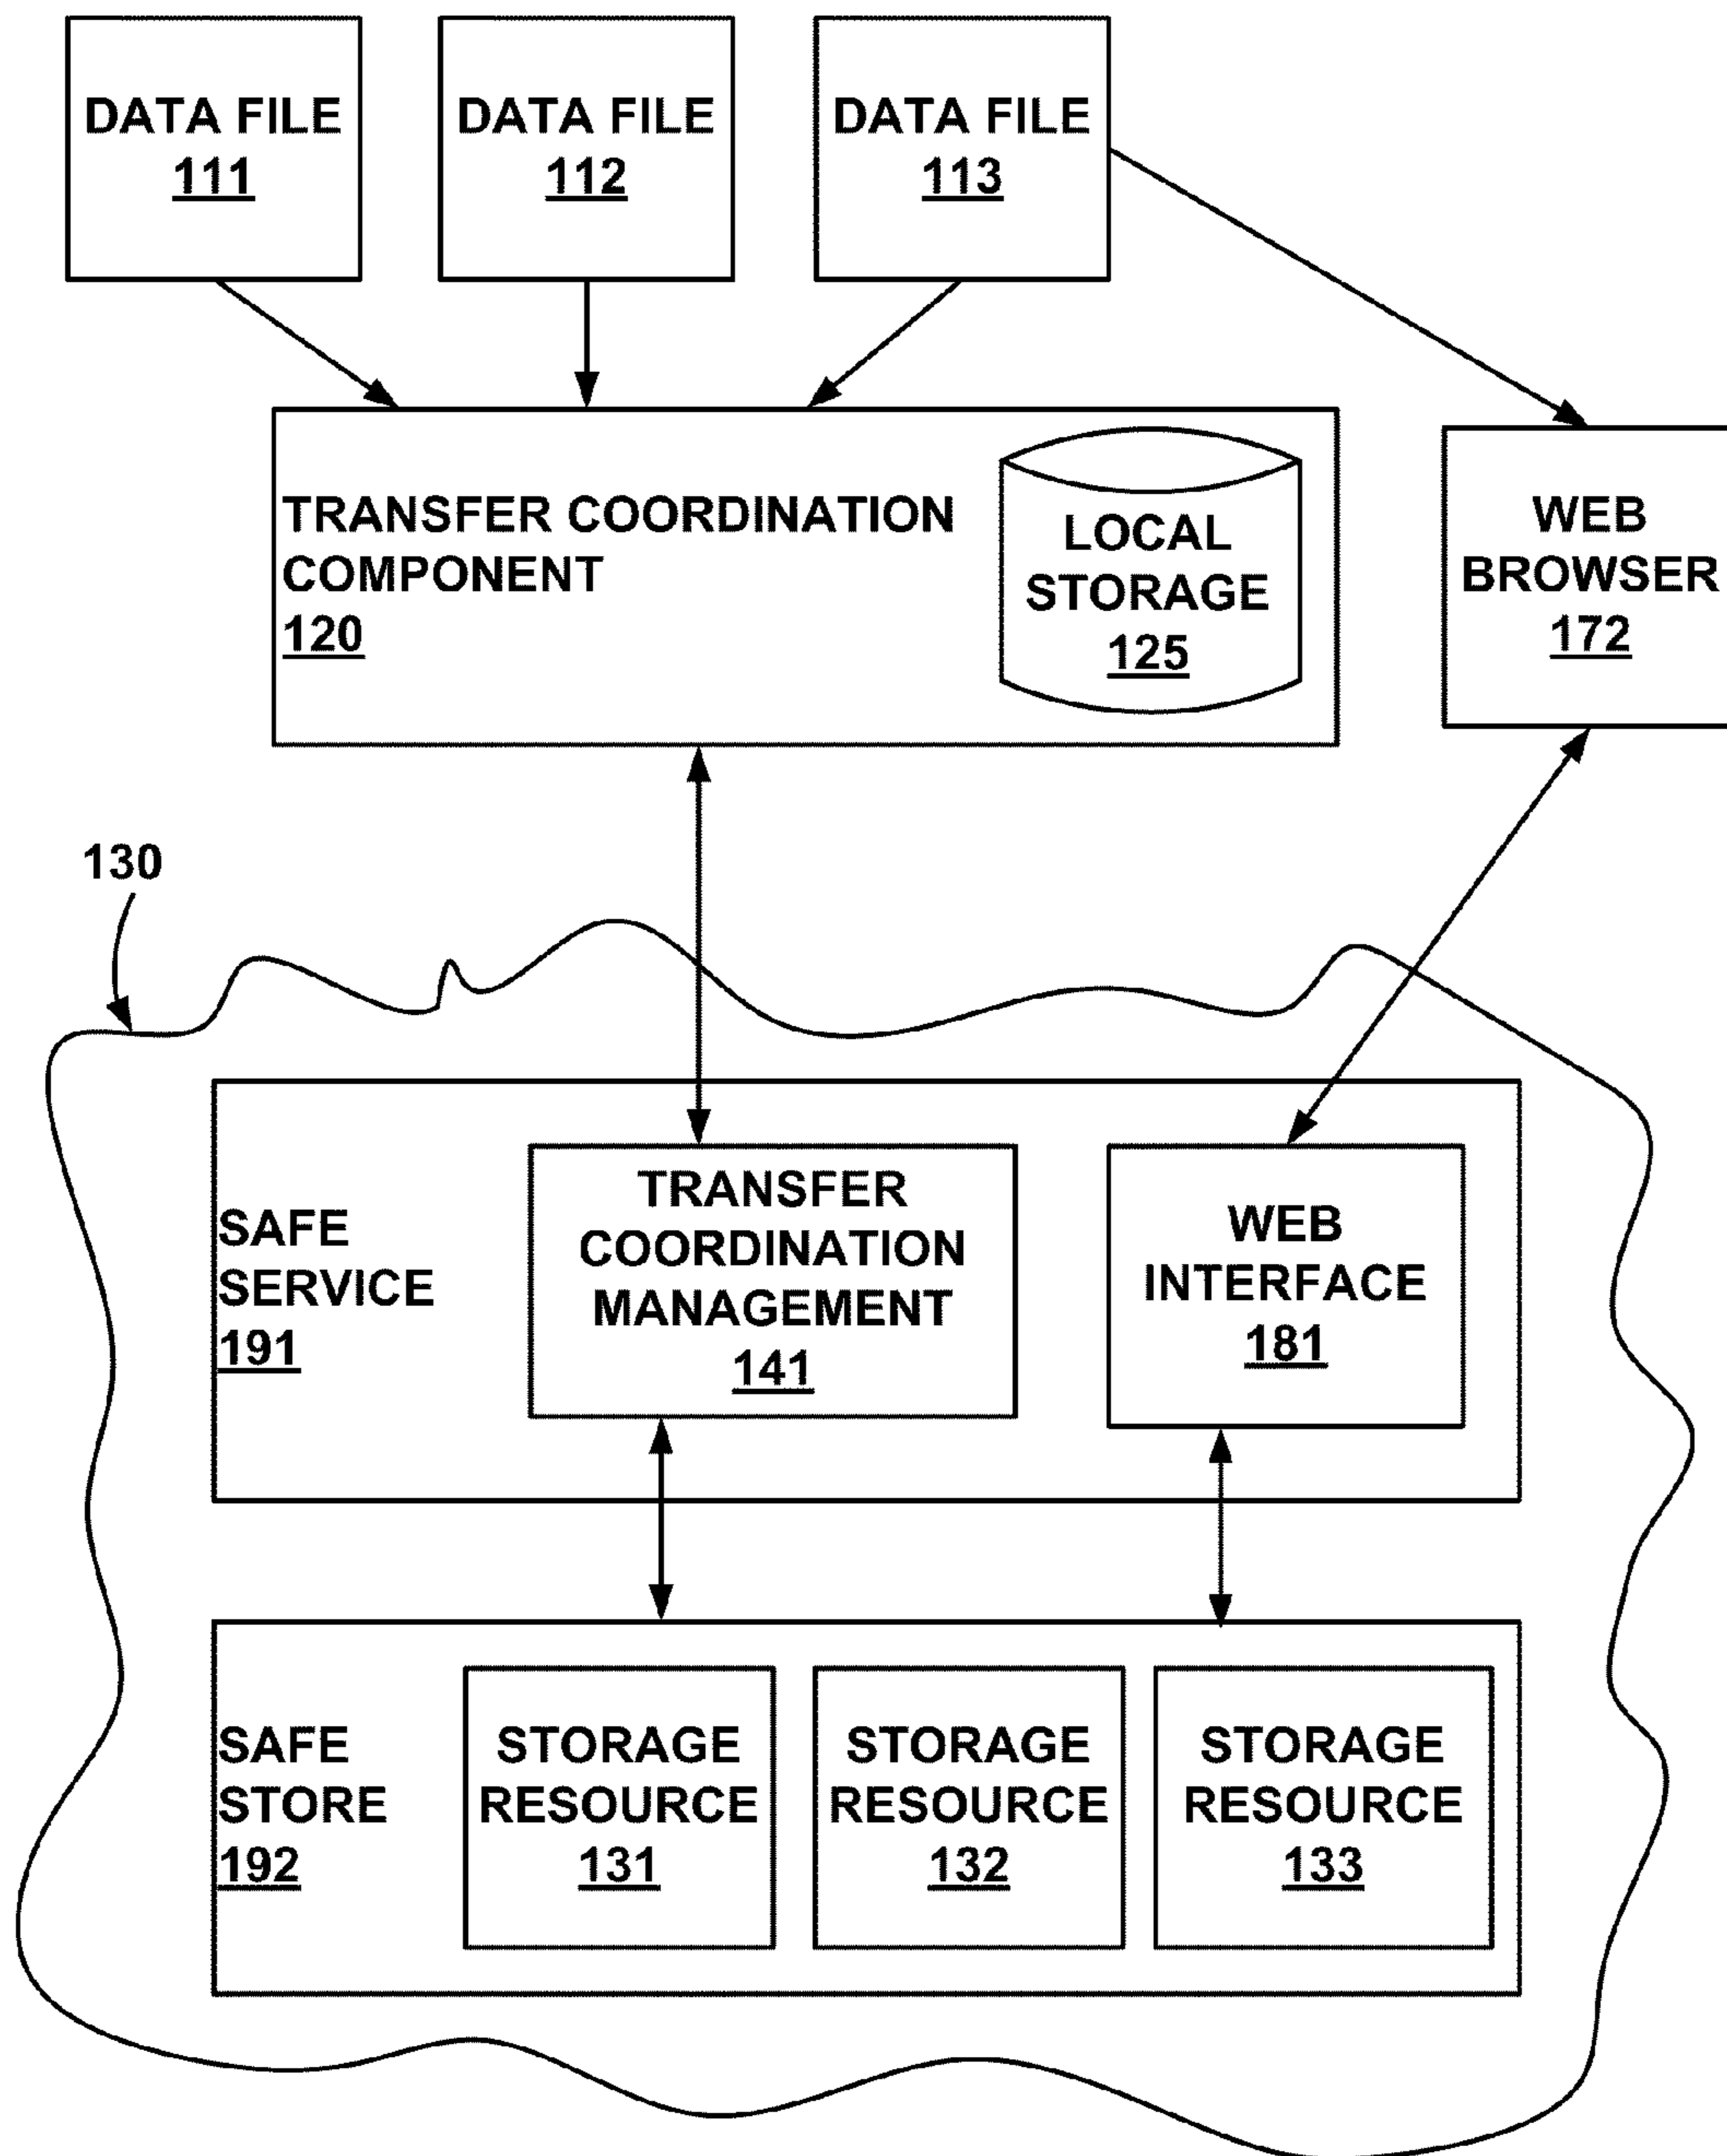 DATA FILE
111
DATA FILE
112
DATA FILE
113
TRANSFER COORDINATION
COMPONENT
120
LOCAL
STORAGE
125
WEB
BROWSER
172
130
SAFE
SERVICE
191
TRANSFER
COORDINATION
MANAGEMENT
141
WEB
INTERFACE
181
SAFE
STORE
192
STORAGE
RESOURCE
131
STORAGE
RESOURCE
132
STORAGE
RESOURCE
133